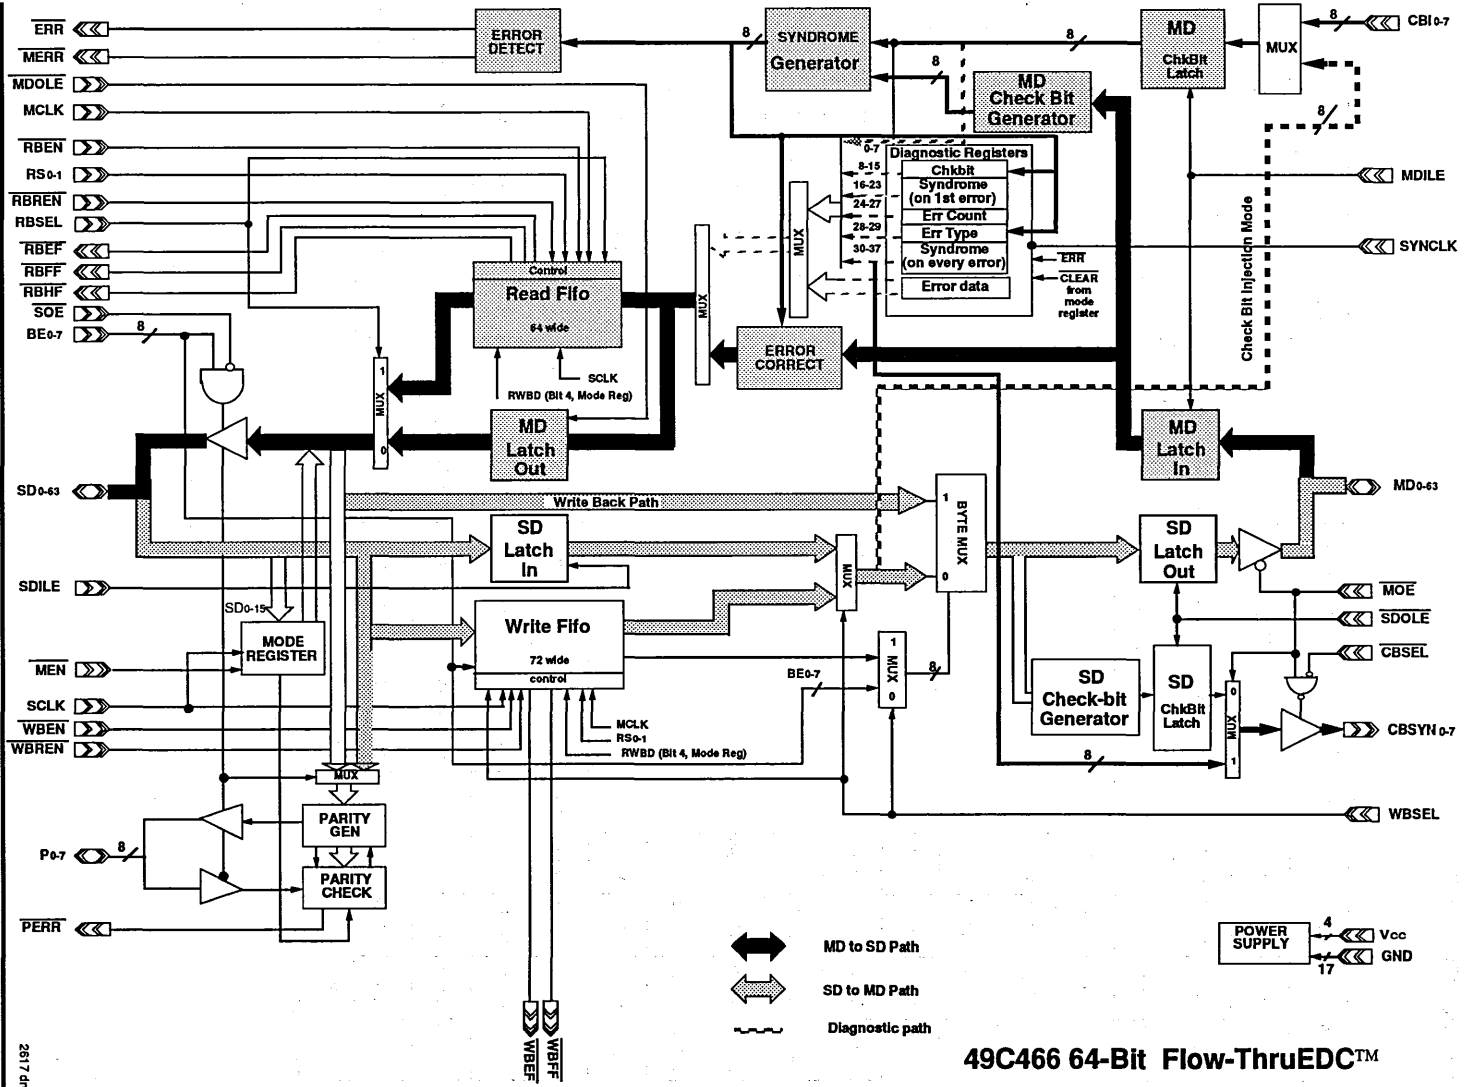 ERR
MERR
MDOLE
MCLK
RBEN
RS0-1
RBREN
RBSEL
RBEF
RBFF
RBHF
SOE
BE0-7
8
SD0-63
SDILE
SD0-15
MEN
SCLK
WBEN
WBREN
P0-7
8
PERR
ERROR
DETECT
8
SYNDROME
Generator
8
8
MD
ChkBit
Latch
MUX
8
CBI0-7
8
MD
Check Bit
Generator
MDILE
SYNCLK
Check Bit Injection Mode
0-7
8-15
16-23
24-27
28-29
30-37
Diagnostic Registers
Chkbit
Syndrome
(on 1st error)
Err Count
Err Type
Syndrome
(on every error)
Error data
ERR
CLEAR
from
mode
register
MUX
MUX
ERROR
CORRECT
Control
Read Fifo
64 wide
SCLK
RWBD (Bit 4, Mode Reg)
1
MUX
0
MD
Latch
Out
MD
Latch
In
MD0-63
Write Back Path
SD
Latch
In
MUX
1
BYTE MUX
0
SD
Latch
Out
MOE
SDOLE
CBSEL
MODE
REGISTER
Write Fifo
72 wide
control
MCLK
RS0-1
RWBD (Bit 4, Mode Reg)
BE0-7
1
MUX
0
8
SD
Check-bit
Generator
SD
ChkBit
Latch
0
MUX
1
8
CBSYN0-7
WBSEL
MUX
PARITY
GEN
PARITY
CHECK
WBEF
WBFF
MD to SD Path
SD to MD Path
Diagnostic path
POWER
SUPPLY
4
Vcc
GND
17
49C466 64-Bit Flow-ThruEDC™
2617 dr